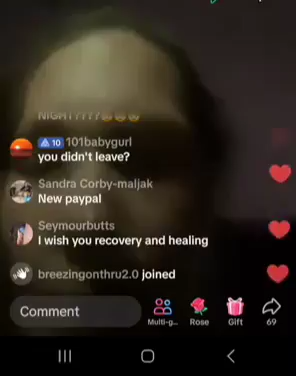 NIGHTYYYY😊😊😊
10 101babygurl
you didn't leave?
Sandra Corby-maljak
New paypal
Seymourbutts
I wish you recovery and healing
breezingonthru2.0 joined
Comment
Multi-g... Rose Gift 69